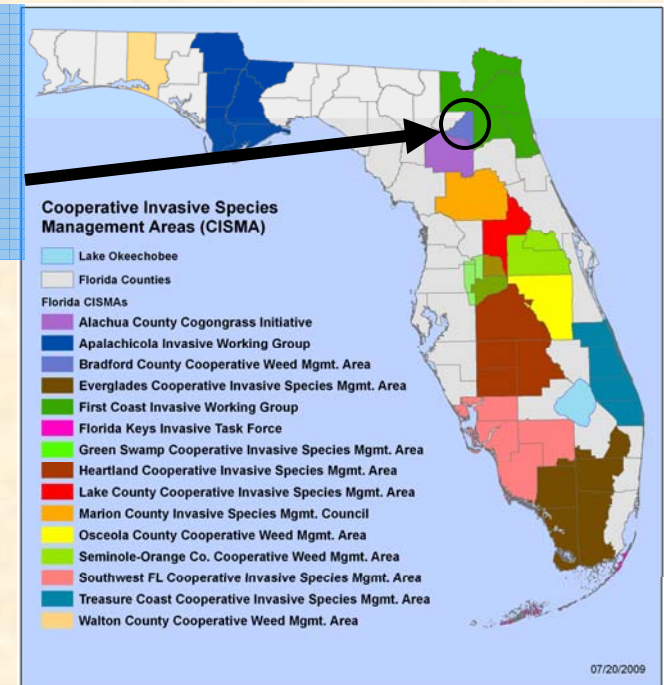 Cooperative Invasive Species
Management Areas (CISMA)
Lake Okeechobee
Florida Counties
Florida CISMAs
Alachua County Cogongrass Initiative
Apalachicola Invasive Working Group
Bradford County Cooperative Weed Mgmt. Area
Everglades Cooperative Invasive Species Mgmt. Area
First Coast Invasive Working Group
Florida Keys Invasive Task Force
Green Swamp Cooperative Invasive Species Mgmt. Area
Heartland Cooperative Invasive Species Mgmt. Area
Lake County Cooperative Invasive Species Mgmt. Area
Marion County Invasive Species Mgmt. Council
Osceola County Cooperative Weed Mgmt. Area
Seminole-Orange Co. Cooperative Weed Mgmt. Area
Southwest FL Cooperative Invasive Species Mgmt. Area
Treasure Coast Cooperative Invasive Species Mgmt. Area
Walton County Cooperative Weed Mgmt. Area
07/20/2009